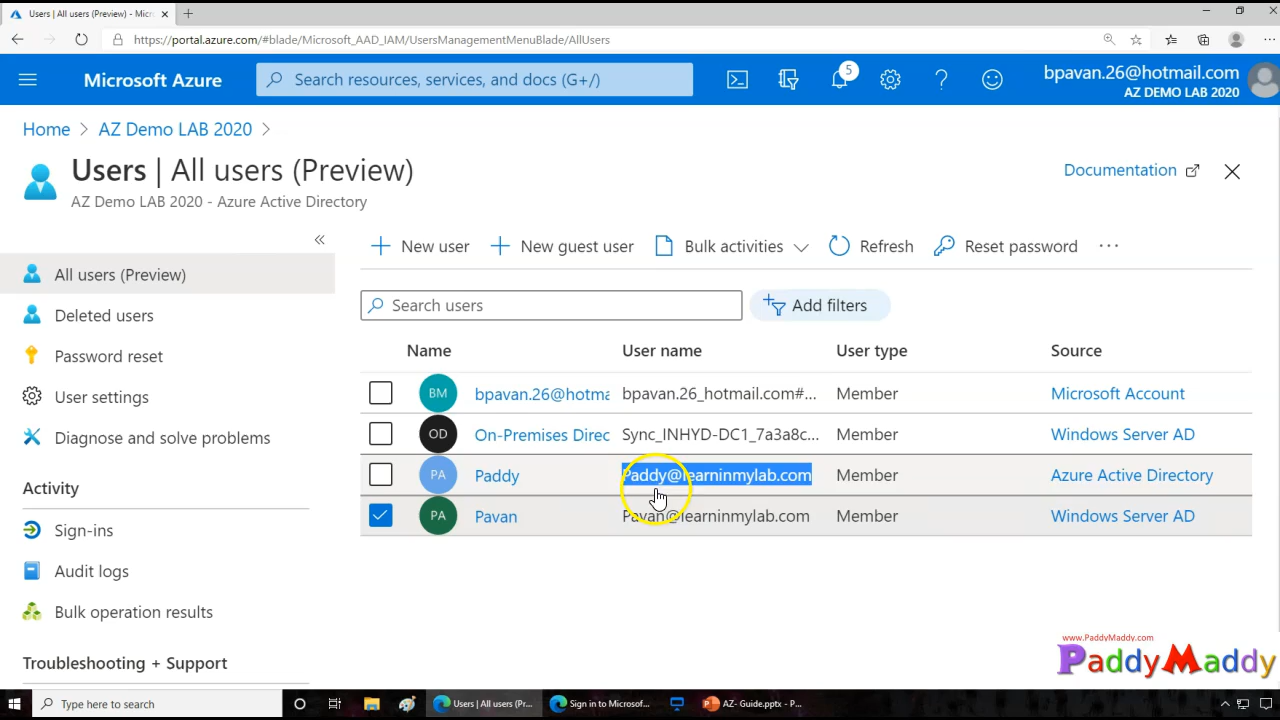 Users | All users (Preview) - Mic
https://portal.azure.com/#blade/Microsoft_AAD_IAM/UsersManagementMenuBlade/AllUsers
Microsoft Azure
Search resources, services, and docs (G+/)
5
bpavan.26@hotmail.com
AZ DEMO LAB 2020
Home > AZ Demo LAB 2020 >
Users | All users (Preview)
AZ Demo LAB 2020 - Azure Active Directory
Documentation
«
New user
New guest user
Bulk activities
Refresh
Reset password
...
All users (Preview)
Deleted users
Password reset
User settings
Diagnose and solve problems
Activity
Sign-ins
Audit logs
Bulk operation results
Troubleshooting + Support
Search users
Add filters
Name User name User type Source
BM bpavan.26@hotma bpavan.26_hotmail.com#... Member Microsoft Account
OD On-Premises Direc Sync_INHYD-DC1_7a3a8c... Member Windows Server AD
PA Paddy Paddy@learninmylab.com Member Azure Active Directory
PA Pavan Pavan@learninmylab.com Member Windows Server AD
www.PaddyMaddy.com
PaddyMaddy
Type here to search
Users | All users (Pr...
Sign in to Microsof...
AZ- Guide.pptx - P...